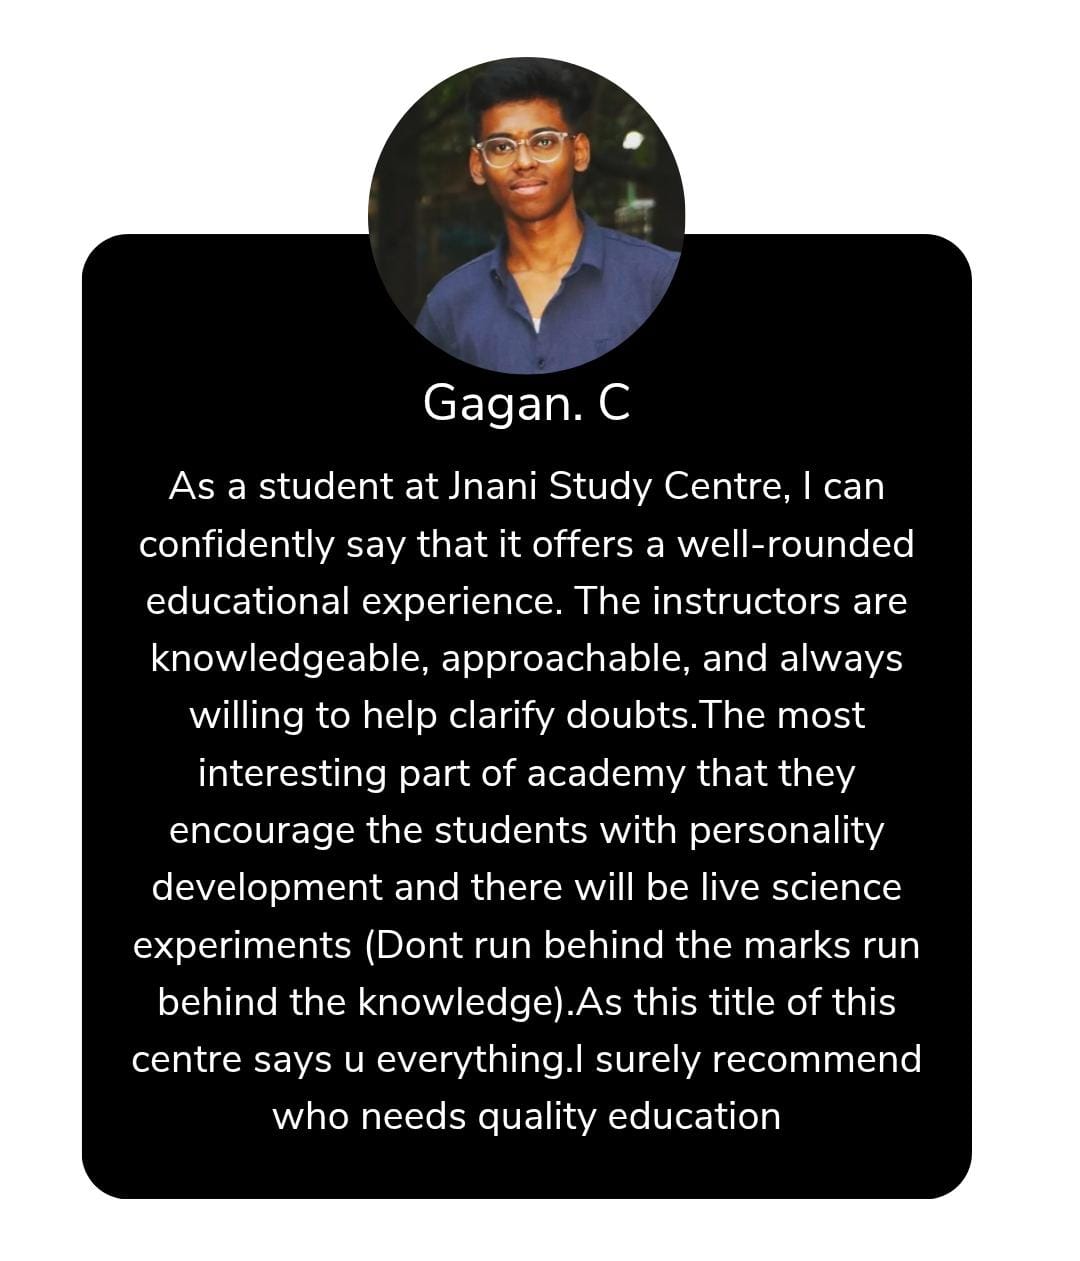 Gagan. C
As a student at Jnani Study Centre, I can
confidently say that it offers a well-rounded
educational experience. The instructors are
knowledgeable, approachable, and always
willing to help clarify doubts.The most
interesting part of academy that they
encourage the students with personality
development and there will be live science
experiments (Dont run behind the marks run
behind the knowledge).As this title of this
centre says u everything.I surely recommend
who needs quality education